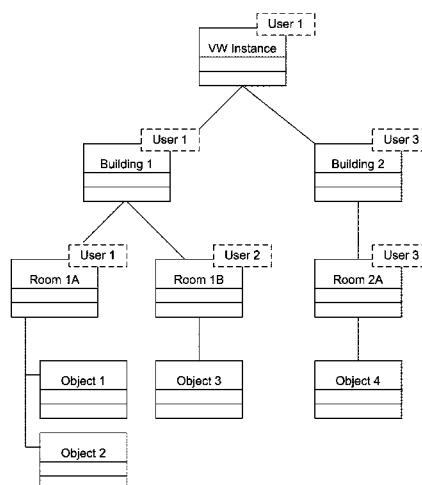 User 1
VW Instance
User 1
User 3
Building 1
Building 2
User 1
User 2
User 3
Room 1A
Room 1B
Room 2A
Object 1
Object 3
Object 4
Object 2